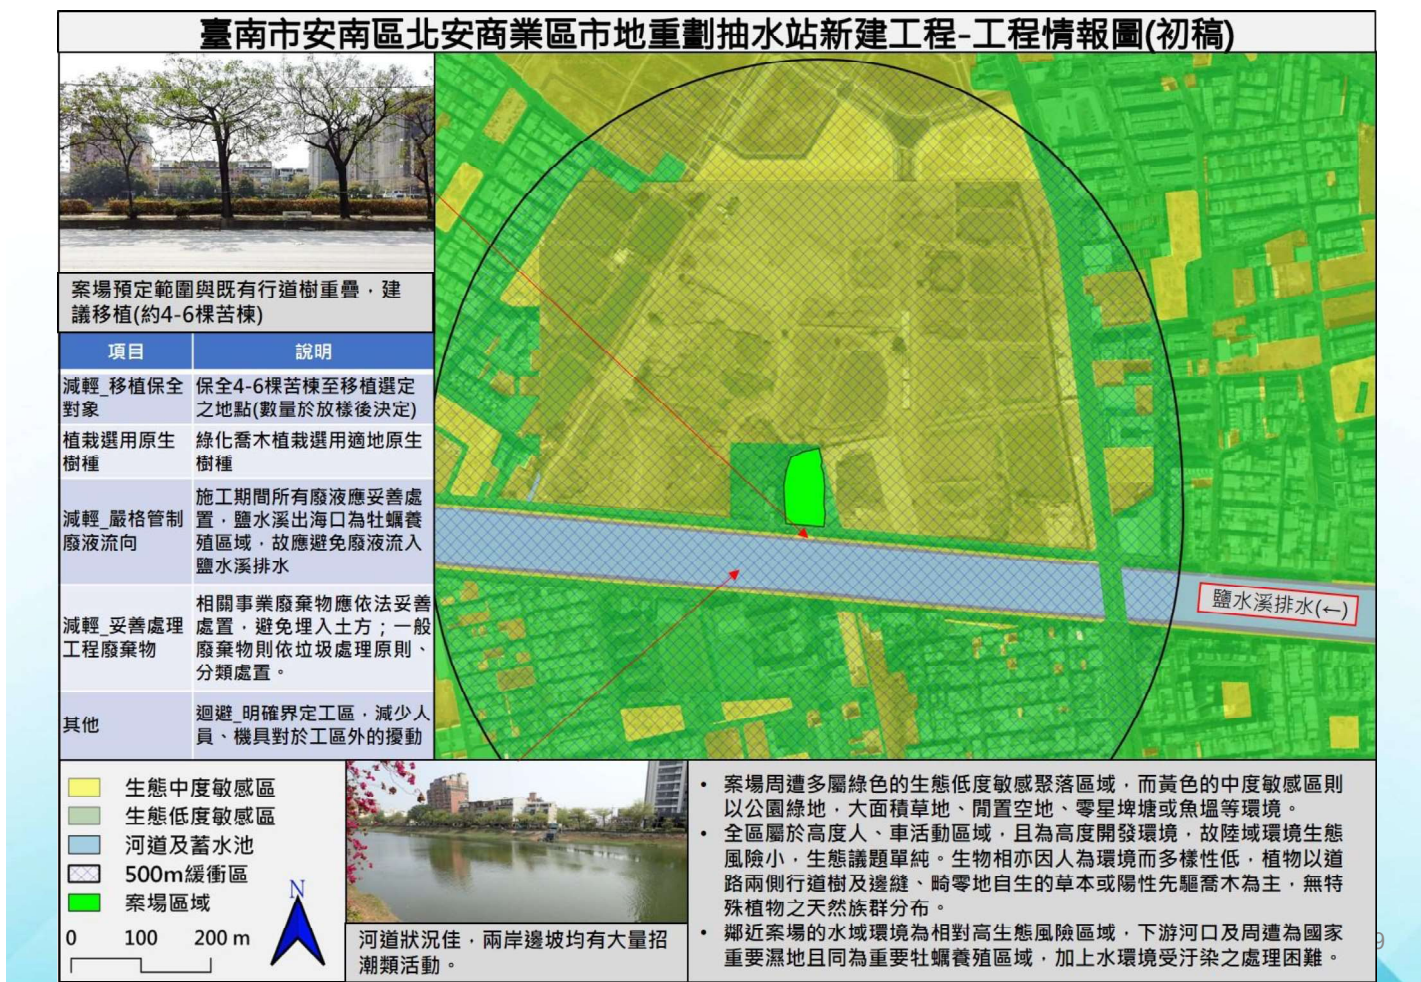 臺南市安南區北安商業區市地重劃抽水站新建工程-工程情報圖(初稿)
案場預定範圍與既有行道樹重疊，建
議移植(約4-6棵苦楝)
項目 說明
減輕_移植保全
對象
保全4-6棵苦楝至移植選定
之地點(數量於放樣後決定)
植栽選用原生
樹種
綠化喬木植栽選用適地原生
樹種
減輕_嚴格管制
廢液流向
施工期間所有廢液應妥善處
置，鹽水溪出海口為牡蠣養
殖區域，故應避免廢液流入
鹽水溪排水
減輕_妥善處理
工程廢棄物
相關事業廢棄物應依法妥善
處置，避免埋入土方；一般
廢棄物則依垃圾處理原則、
分類處置。
其他
迴避_明確界定工區，減少人
員、機具對於工區外的擾動
鹽水溪排水(←)
生態中度敏感區
生態低度敏感區
河道及蓄水池
500m緩衝區
案場區域
N
0 100 200 m
河道狀況佳，兩岸邊坡均有大量招
潮類活動。
• 案場周遭多屬綠色的生態低度敏感聚落區域，而黃色的中度敏感區則
以公園綠地，大面積草地、閒置空地、零星埤塘或魚塭等環境。
• 全區屬於高度人、車活動區域，且為高度開發環境，故陸域環境生態
風險小，生態議題單純。生物相亦因人為環境而多樣性低，植物以道
路兩側行道樹及邊縫、畸零地自生的草本或陽性先驅喬木為主，無特
殊植物之天然族群分布。
• 鄰近案場的水域環境為相對高生態風險區域，下游河口及周遭為國家
重要濕地且同為重要牡蠣養殖區域，加上水環境受汙染之處理困難。
9